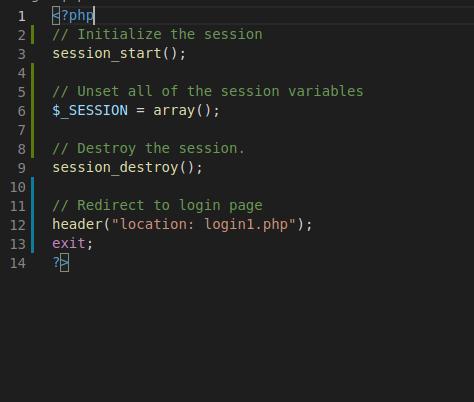 1 <?php
2 // Initialize the session
3 session_start();
4
5 // Unset all of the session variables
6 $_SESSION = array();
7
8 // Destroy the session.
9 session_destroy();
10
11 // Redirect to login page
12 header("location: login1.php");
13 exit;
14 ?>